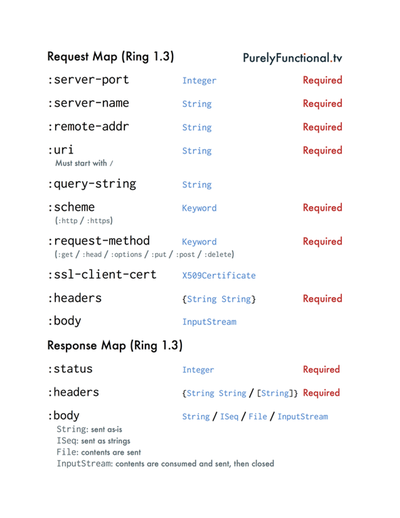 Request Map (Ring 1.3) PurelyFunctional.tv
:server-port Integer Required
:server-name String Required
:remote-addr String Required
:uri String Required
Must start with /
:query-string String
:scheme Keyword Required
{:http / :https}
:request-method Keyword Required
{:get / :head / :options / :put / :post / :delete}
:ssl-client-cert X509Certificate
:headers {String String} Required
:body InputStream
Response Map (Ring 1.3)
:status Integer Required
:headers {String String / [String]} Required
:body String / ISeq / File / InputStream
String: sent as-is
ISeq: sent as strings
File: contents are sent
InputStream: contents are consumed and sent, then closed